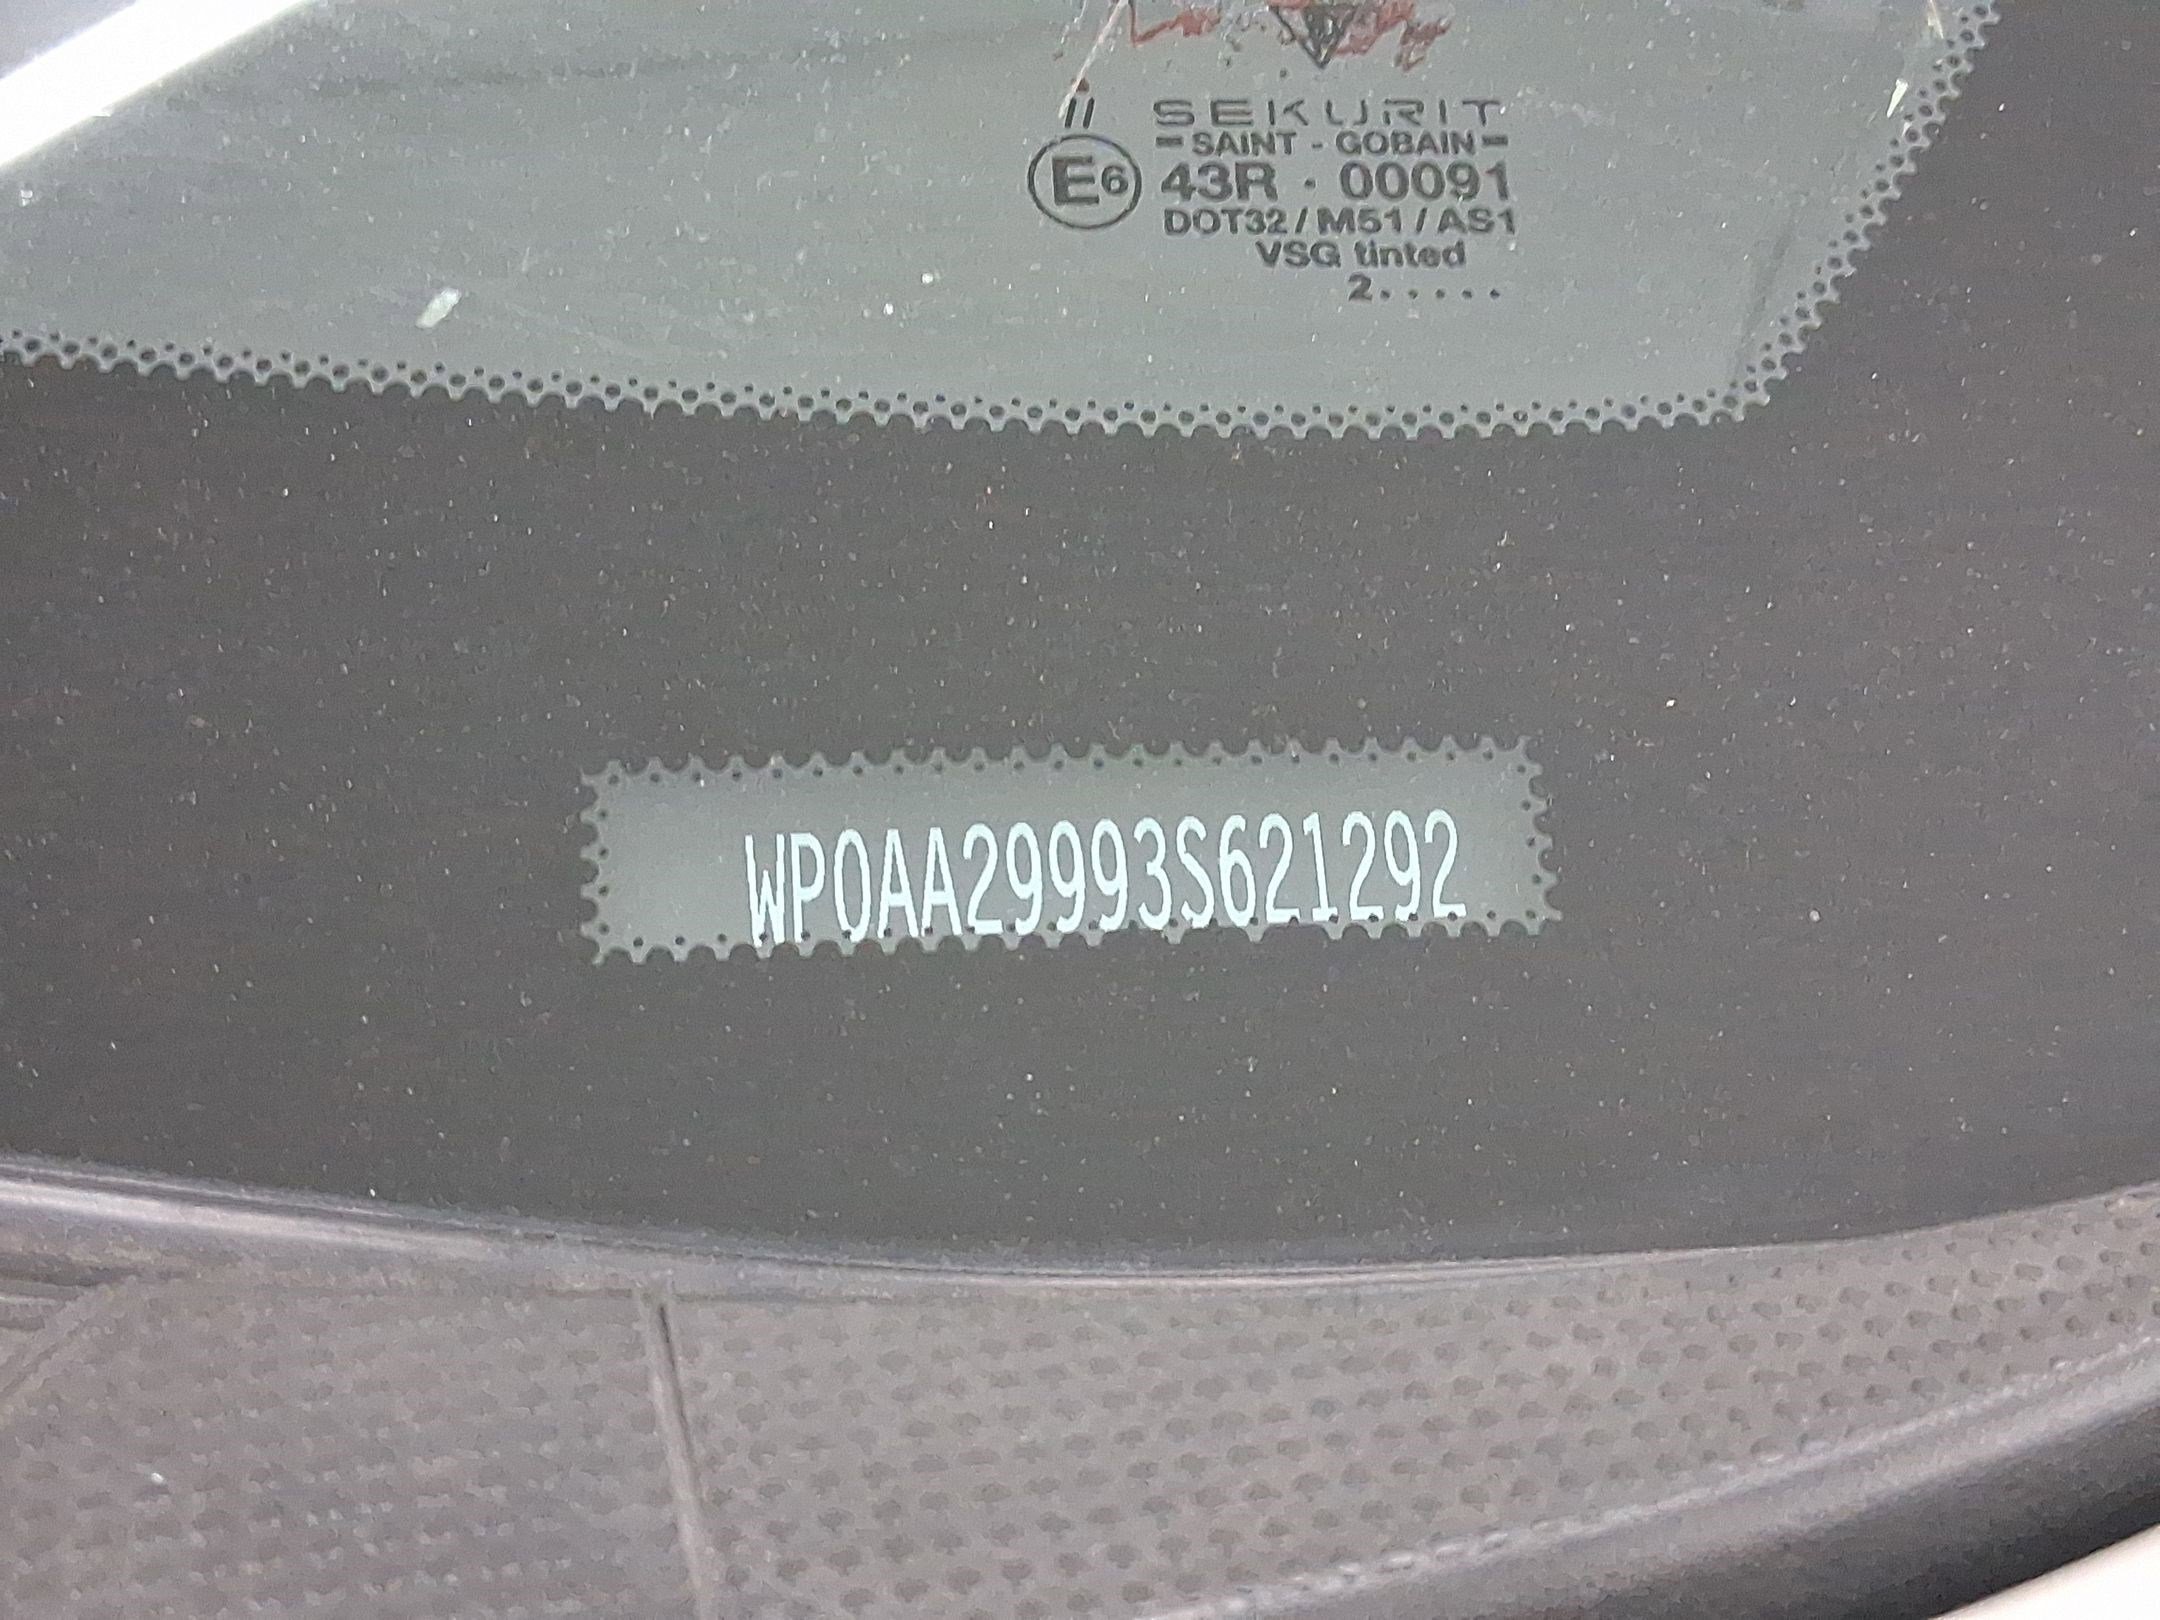 SEKURIT
SAINT - GOBAIN
E6 43R · 00091
DOT32 / M51 / AS1
VSG tinted
2.....
WP0AA29993S621292